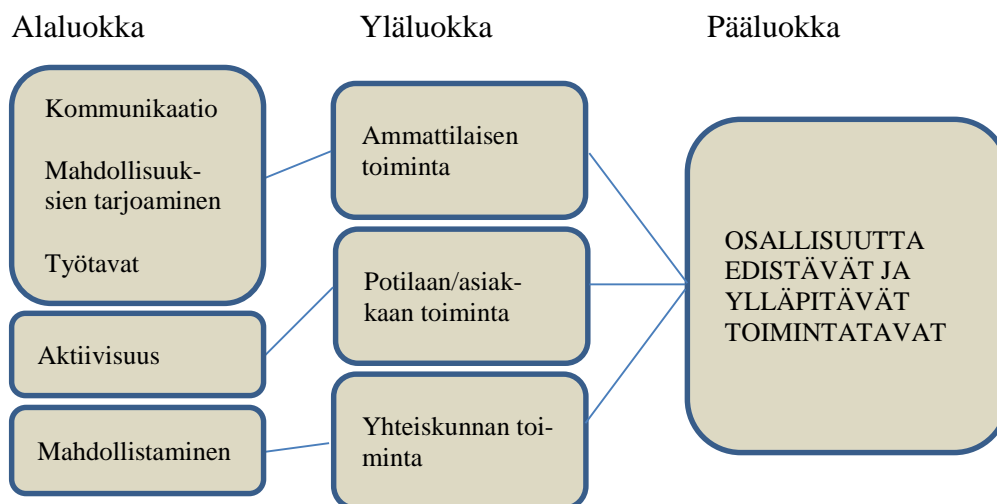 Alaluokka
Yläluokka
Pääluokka
Kommunikaatio
Mahdollisuuk-
sien tarjoaminen
Työtavat
Aktiivisuus
Mahdollistaminen
Ammattilaisen
toiminta
Potilaan/asiak-
kaan toiminta
Yhteiskunnan toi-
minta
OSALLISUUTTA
EDISTÄVÄT JA
YLLÄPITÄVÄT
TOIMINTATAVAT